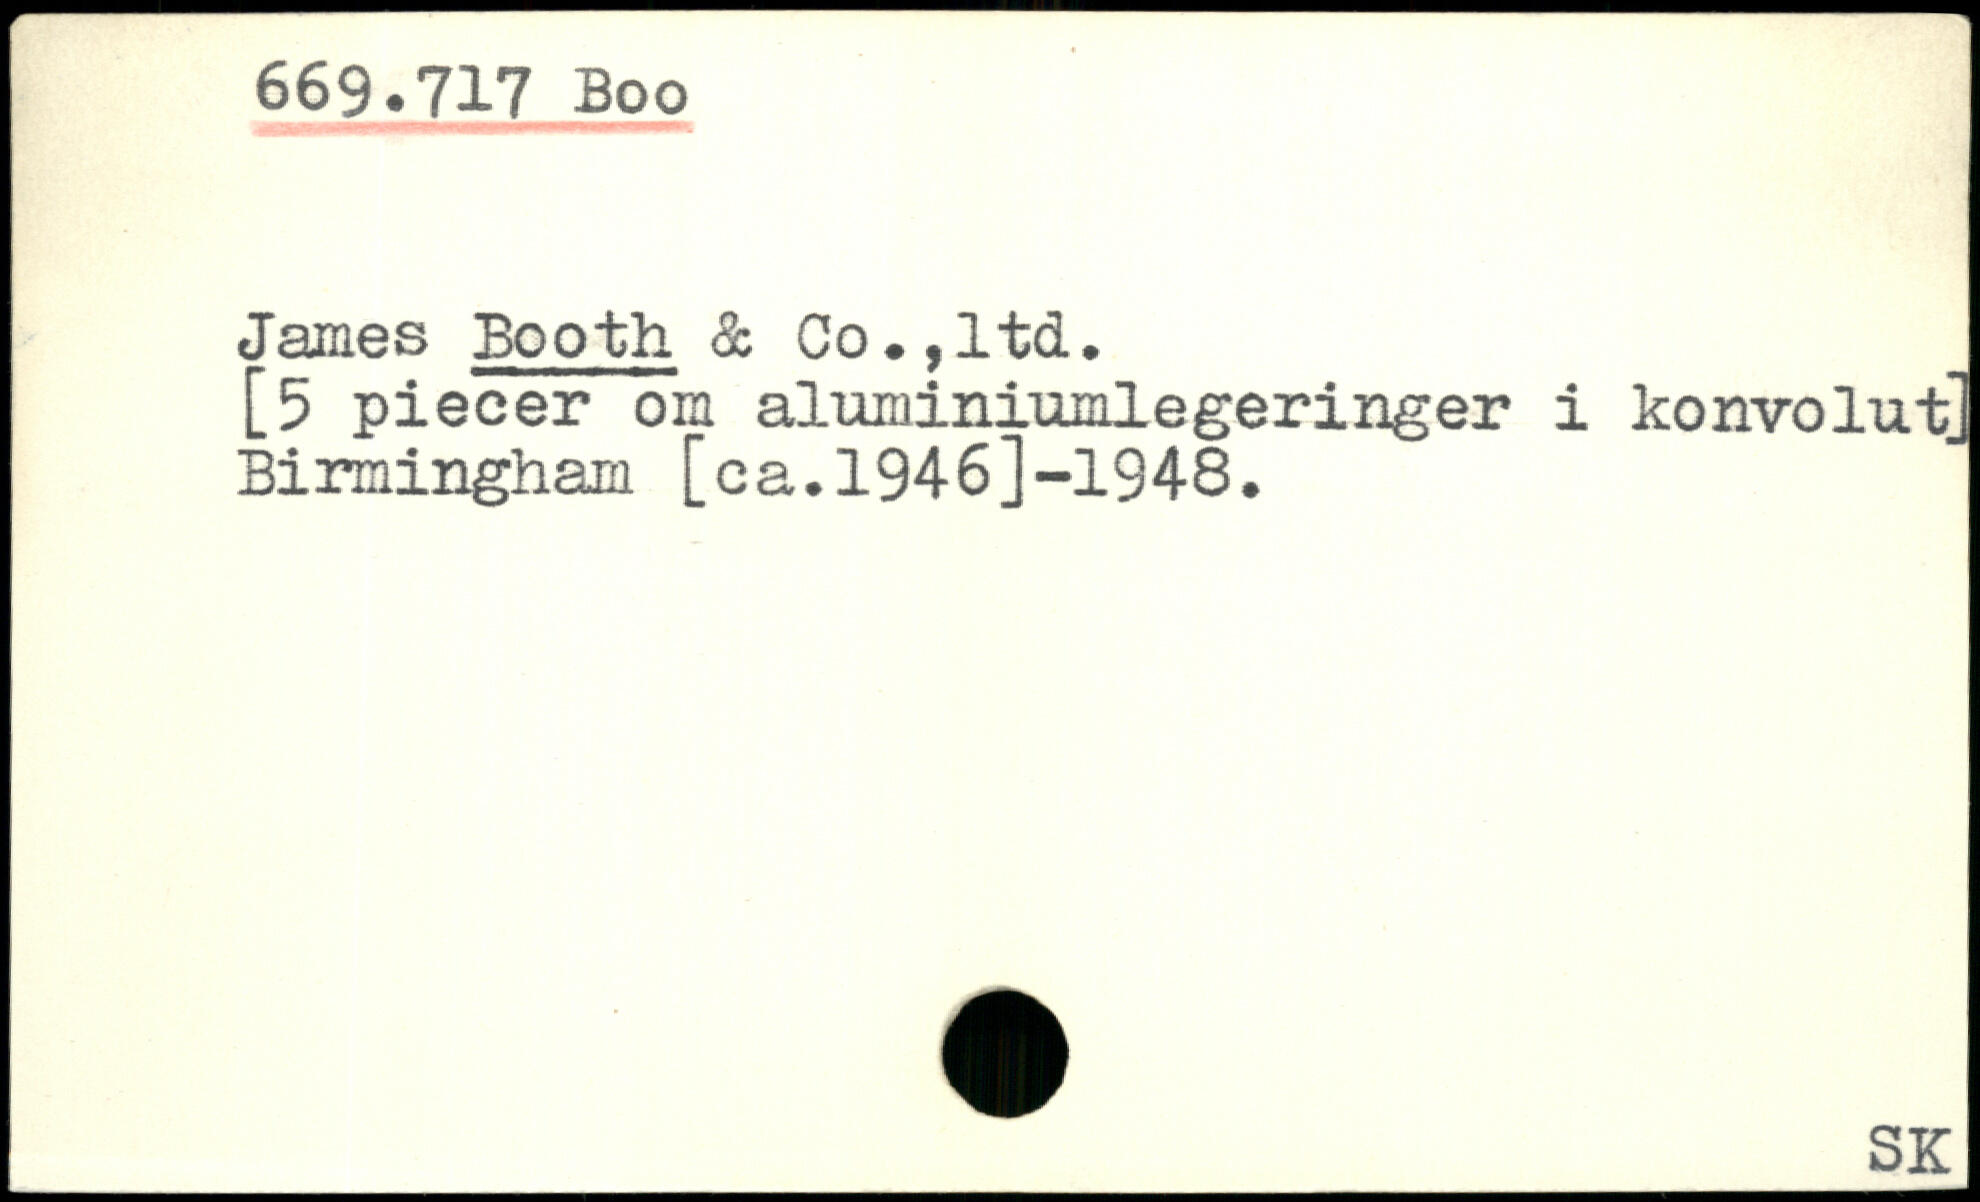 669.717 Boo
James Booth & Co.,ltd.
[5 piecer om aluminiumlegeringer i konvolut]
Birmingham [ca.1946]-1948.
SK